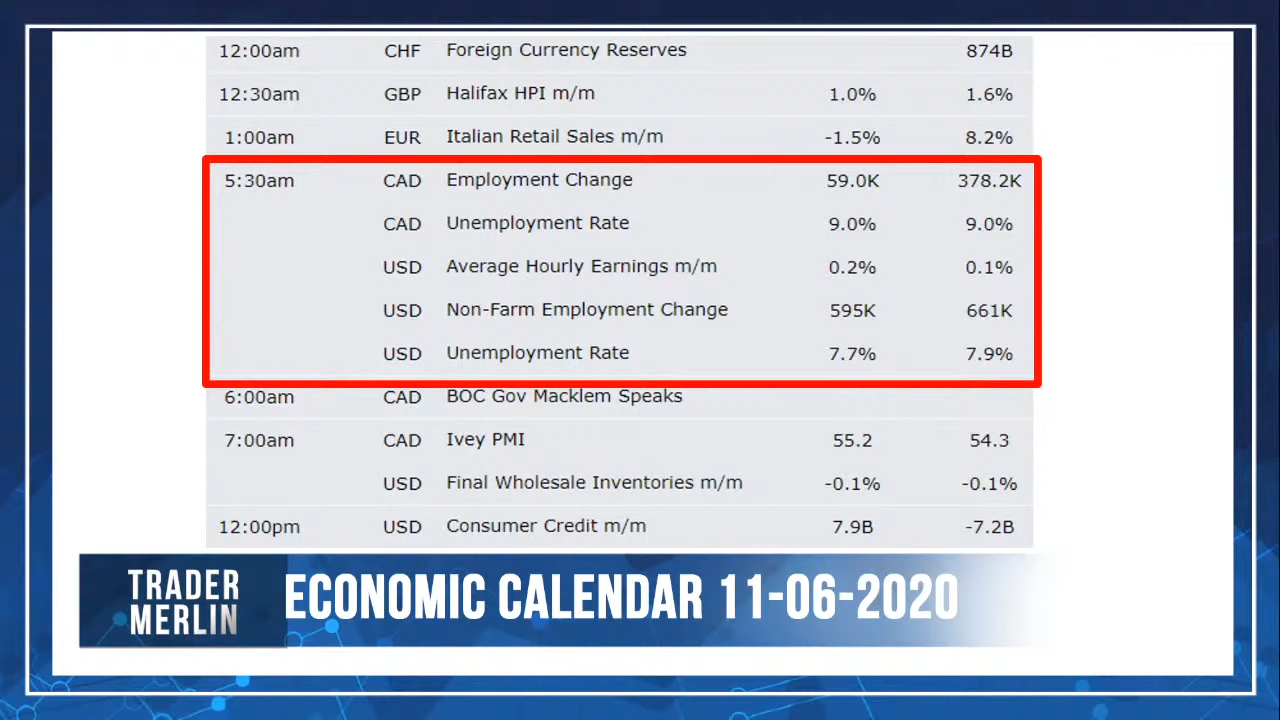 12:00am CHF Foreign Currency Reserves 874B
12:30am GBP Halifax HPI m/m 1.0% 1.6%
1:00am EUR Italian Retail Sales m/m -1.5% 8.2%
5:30am CAD Employment Change 59.0K 378.2K
CAD Unemployment Rate 9.0% 9.0%
USD Average Hourly Earnings m/m 0.2% 0.1%
USD Non-Farm Employment Change 595K 661K
USD Unemployment Rate 7.7% 7.9%
6:00am CAD BOC Gov Macklem Speaks
7:00am CAD Ivey PMI 55.2 54.3
USD Final Wholesale Inventories m/m -0.1% -0.1%
12:00pm USD Consumer Credit m/m 7.9B -7.2B
TRADER
MERLIN
ECONOMIC CALENDAR 11-06-2020